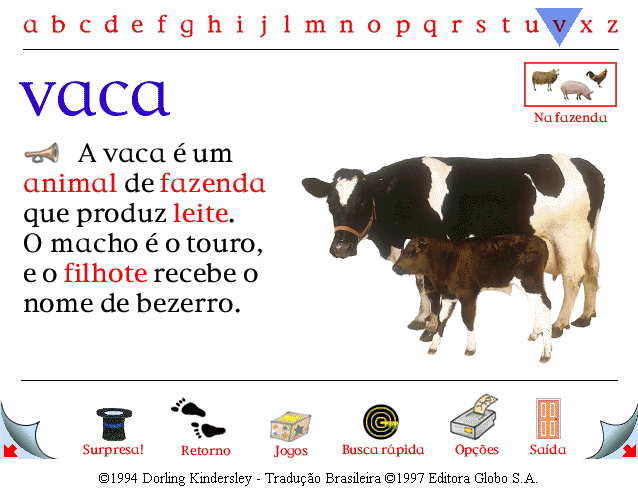 a b c d e f g h i j l m n o p q r s t u v x z
vaca
Na fazenda
A vaca é um
animal de fazenda
que produz leite.
O macho é o touro,
e o filhote recebe o
nome de bezerro.
Surpresa! Retorno Jogos Busca rápida Opções Saída
©1994 Dorling Kindersley - Tradução Brasileira ©1997 Editora Globo S.A.